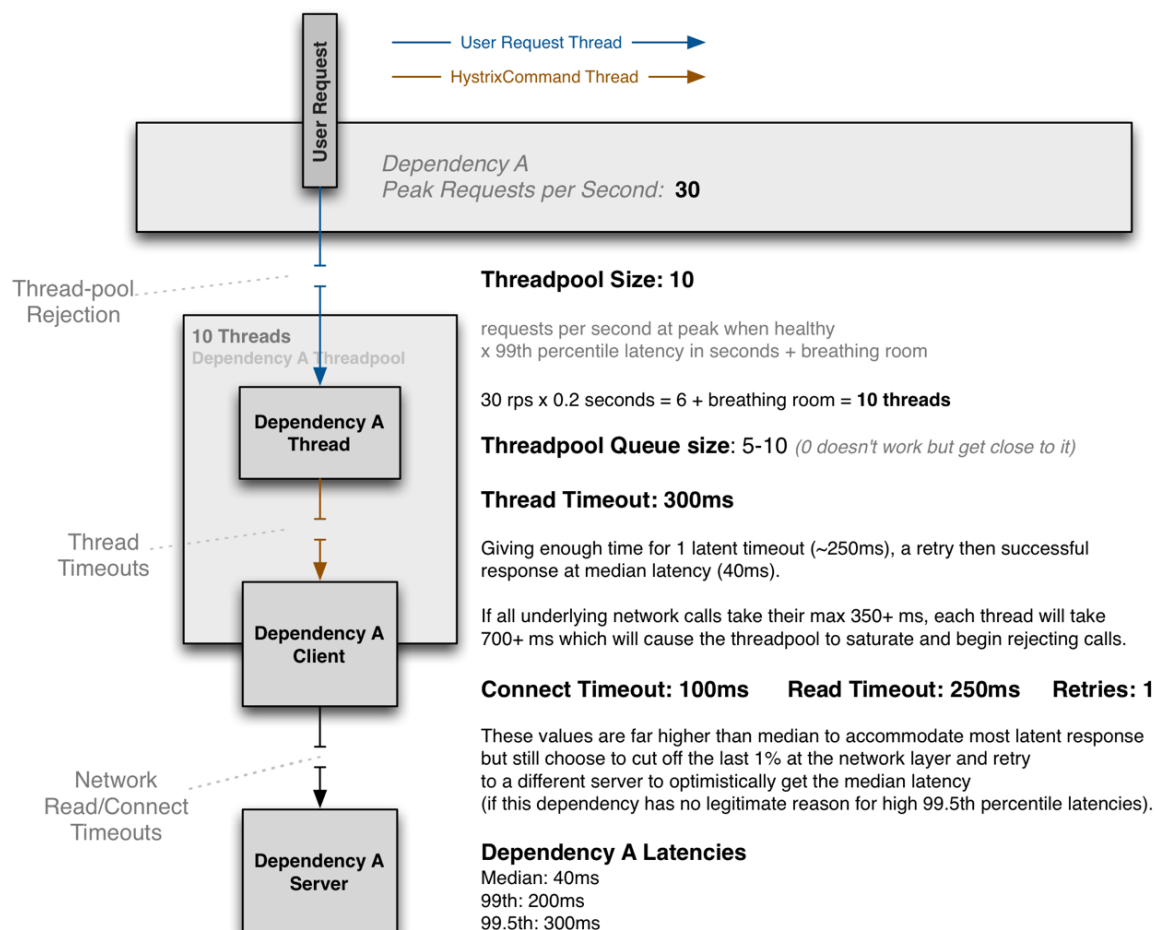 User Request
User Request Thread
HystrixCommand Thread
Dependency A
Peak Requests per Second: 30
Thread-pool
Rejection
10 Threads
Dependency A Threadpool
Dependency A
Thread
Thread
Timeouts
Dependency A
Client
Network
Read/Connect
Timeouts
Dependency A
Server
Threadpool Size: 10
requests per second at peak when healthy
x 99th percentile latency in seconds + breathing room
30 rps x 0.2 seconds = 6 + breathing room = 10 threads
Threadpool Queue size: 5-10 (0 doesn't work but get close to it)
Thread Timeout: 300ms
Giving enough time for 1 latent timeout (~250ms), a retry then successful
response at median latency (40ms).
If all underlying network calls take their max 350+ ms, each thread will take
700+ ms which will cause the threadpool to saturate and begin rejecting calls.
Connect Timeout: 100ms Read Timeout: 250ms Retries: 1
These values are far higher than median to accommodate most latent response
but still choose to cut off the last 1% at the network layer and retry
to a different server to optimistically get the median latency
(if this dependency has no legitimate reason for high 99.5th percentile latencies).
Dependency A Latencies
Median: 40ms
99th: 200ms
99.5th: 300ms